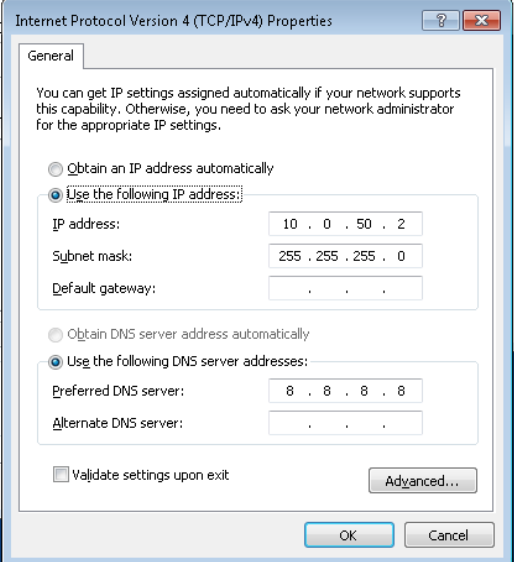 Internet Protocol Version 4 (TCP/IPv4) Properties
General
You can get IP settings assigned automatically if your network supports
this capability. Otherwise, you need to ask your network administrator
for the appropriate IP settings.
Obtain an IP address automatically
Use the following IP address:
IP address: 10 . 0 . 50 . 2
Subnet mask: 255 . 255 . 255 . 0
Default gateway: . . .
Obtain DNS server address automatically
Use the following DNS server addresses:
Preferred DNS server: 8 . 8 . 8 . 8
Alternate DNS server: . . .
Validate settings upon exit
Advanced...
OK Cancel